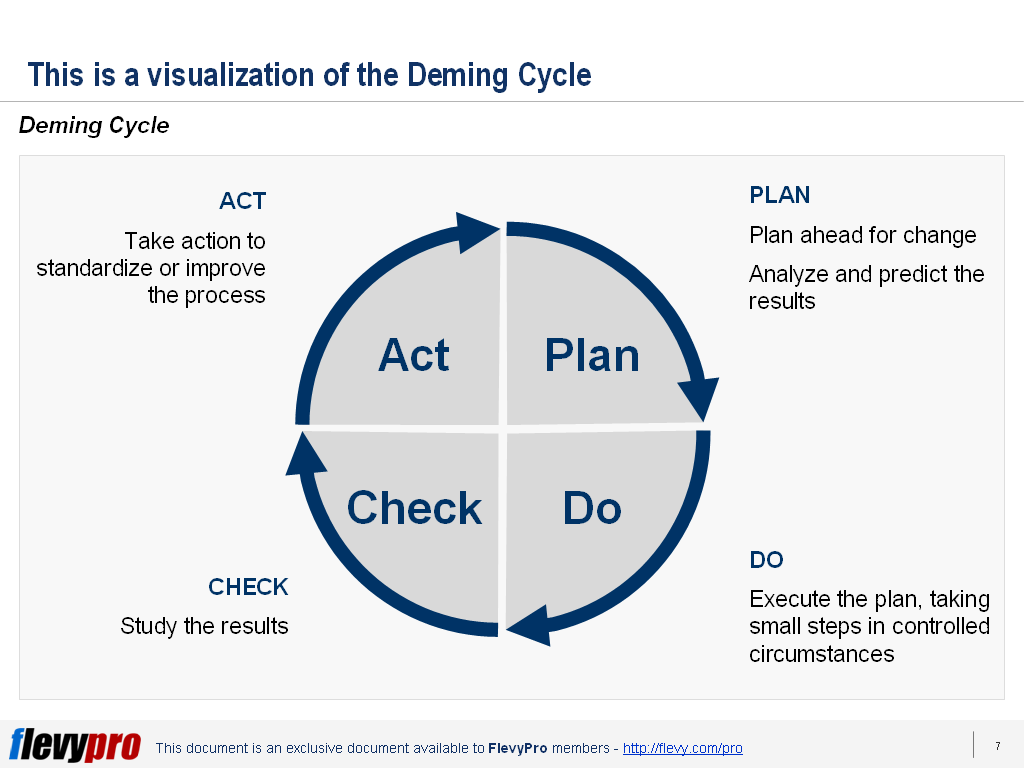 This is a visualization of the Deming Cycle
Deming Cycle
ACT
Take action to
standardize or improve
the process
PLAN
Plan ahead for change
Analyze and predict the
results
Act
Plan
Check
Do
CHECK
Study the results
DO
Execute the plan, taking
small steps in controlled
circumstances
flevypro
This document is an exclusive document available to FlevyPro members - http://flevy.com/pro
7